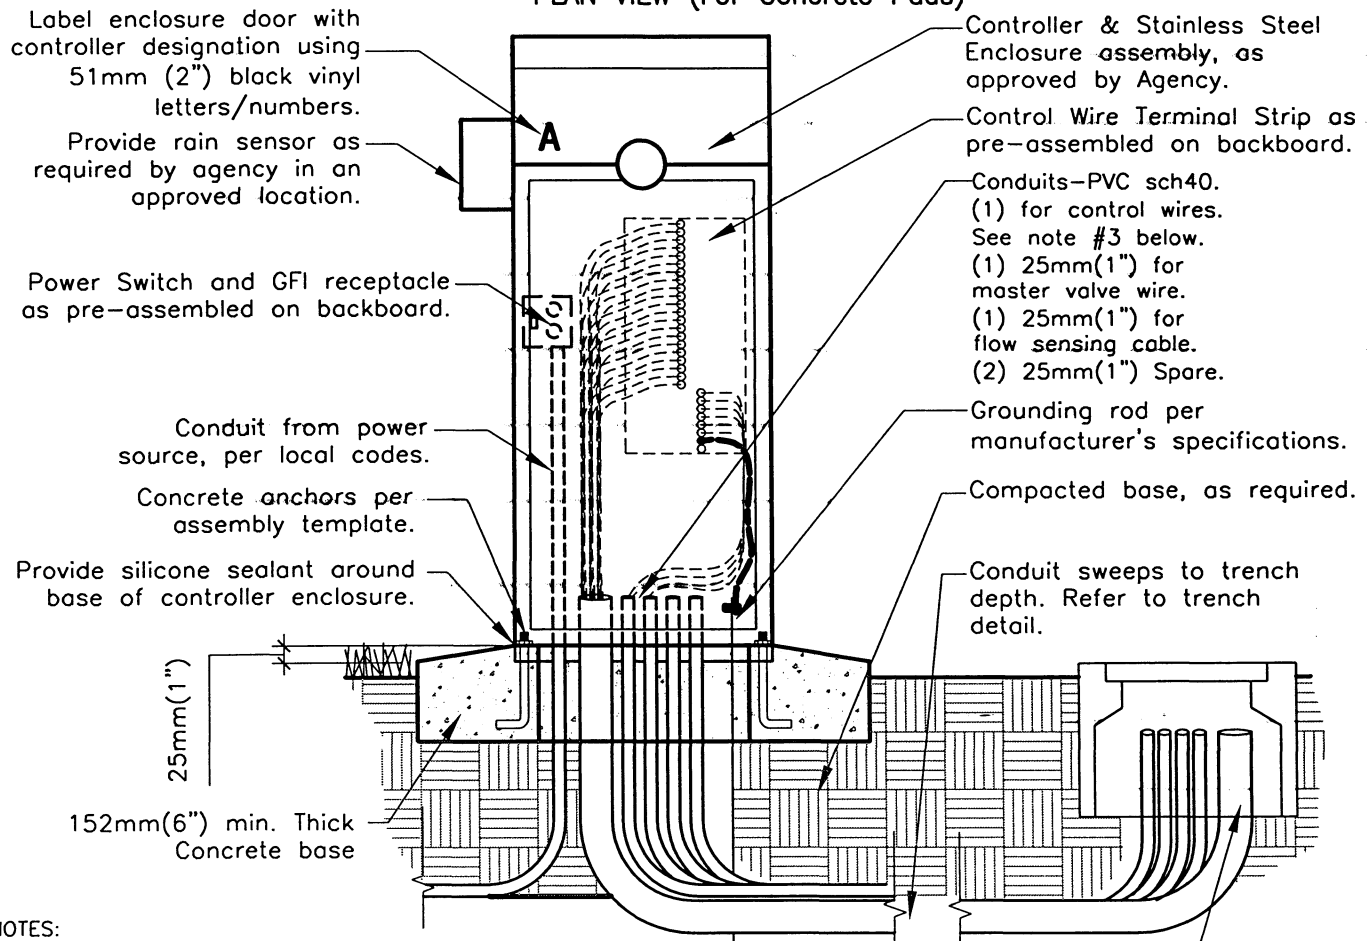 PLAN VIEW (For Concrete Pads)
Label enclosure door with
controller designation using
51mm (2") black vinyl
letters/numbers.
Provide rain sensor as
required by agency in an
approved location.
Power Switch and GFI receptacle
as pre-assembled on backboard.
Conduit from power
source, per local codes.
Concrete anchors per
assembly template.
Provide silicone sealant around
base of controller enclosure.
25mm(1")
152mm(6") min. Thick
Concrete base
A
Controller & Stainless Steel
Enclosure assembly, as
approved by Agency.
Control Wire Terminal Strip as
pre-assembled on backboard.
Conduits-PVC sch40.
(1) for control wires.
See note #3 below.
(1) 25mm(1") for
master valve wire.
(1) 25mm(1") for
flow sensing cable.
(2) 25mm(1") Spare.
Grounding rod per
manufacturer's specifications.
Compacted base, as required.
Conduit sweeps to trench
depth. Refer to trench
detail.
NOTES: